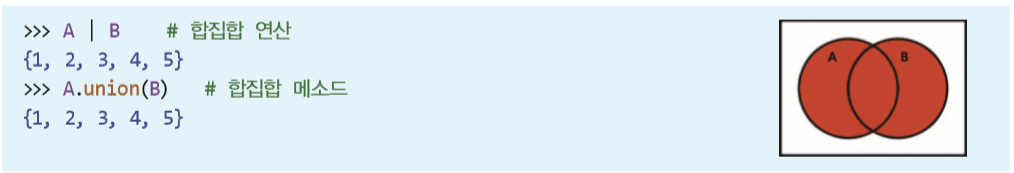 >>> A | B    # 합집합 연산
{1, 2, 3, 4, 5}
>>> A.union(B)   # 합집합 메소드
{1, 2, 3, 4, 5}
A B